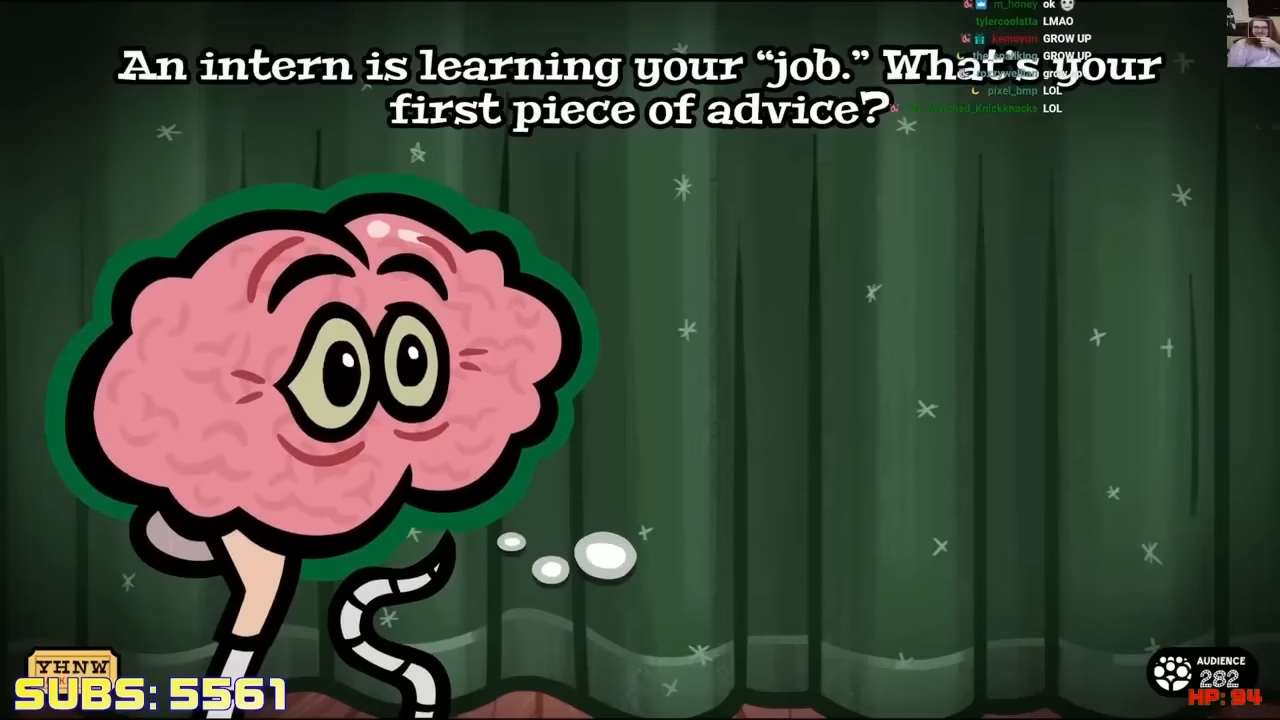 m_honey ok
tylercoolatta LMAO
kemoyuri GROW UP
GROW UP
An intern is learning your “job.” What's your
first piece of advice?
pixel_bmp LOL
LOL
YHNW
SUBS: 5561
AUDIENCE
282
HP: 94